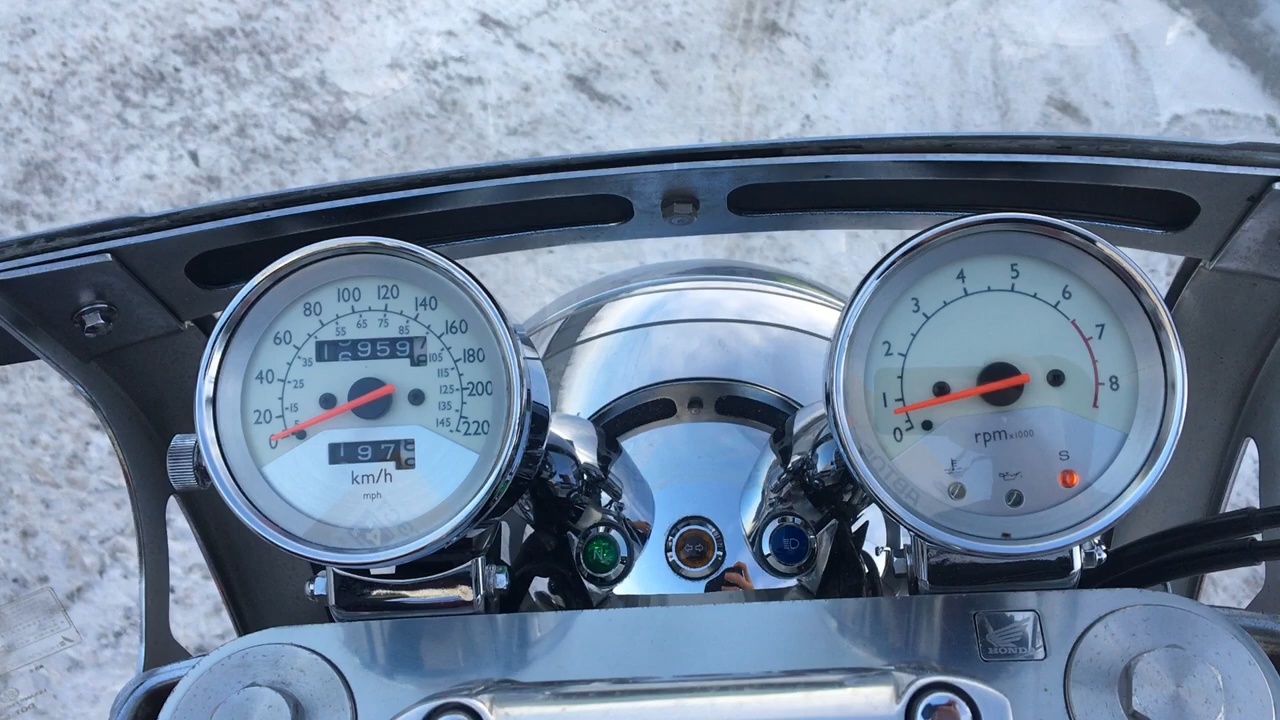 20 40 60 80 100 120 140 160 180 200 220
15 25 35 55 65 75 85 105 115 125 135 145
959
197
km/h
mph
0 1 2 3 4 5 6 7 8
rpm x1000
S
N
HONDA